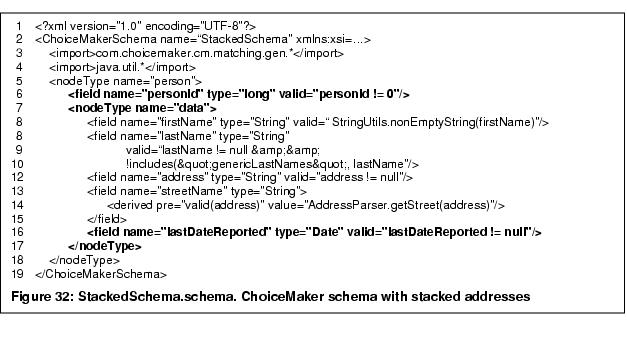 1 <?xml version="1.0" encoding="UTF-8"?>
2 <ChoiceMakerSchema name="StackedSchema" xmlns:xsi=...>
3 <import>com.choicemaker.cm.matching.gen.*</import>
4 <import>java.util.*</import>
5 <nodeType name="person">
6 <field name="personId" type="long" valid="personId != 0"/>
7 <nodeType name="data">
8 <field name="firstName" type="String" valid=" StringUtils.nonEmptyString(firstName)"/>
8 <field name="lastName" type="String"
9 valid="lastName != null &amp;&amp;
10 !includes(&quot;genericLastNames&quot;, lastName"/>
12 <field name="address" type="String" valid="address != null"/>
13 <field name="streetName" type="String">
14 <derived pre="valid(address)" value="AddressParser.getStreet(address)"/>
15 </field>
16 <field name="lastDateReported" type="Date" valid="lastDateReported != null"/>
17 </nodeType>
18 </nodeType>
19 </ChoiceMakerSchema>
Figure 32: StackedSchema.schema. ChoiceMaker schema with stacked addresses